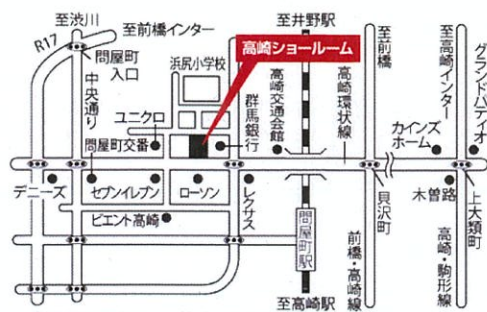 至渋川
至前橋インター
R17
問屋町入口
中央通り
浜尻小学校
高崎ショールーム
至井野駅
至前橋
至高崎インター
グランドパティオ
ユニクロ
問屋町交番
群馬銀行
高崎交通会館
高崎環状線
カインズホーム
デニーズ
セブンイレブン
ローソン
レクサス
木曽路
貝沢町
上大類町
ビエント高崎
問屋町駅
前橋・高崎線
高崎・駒形線
至高崎駅